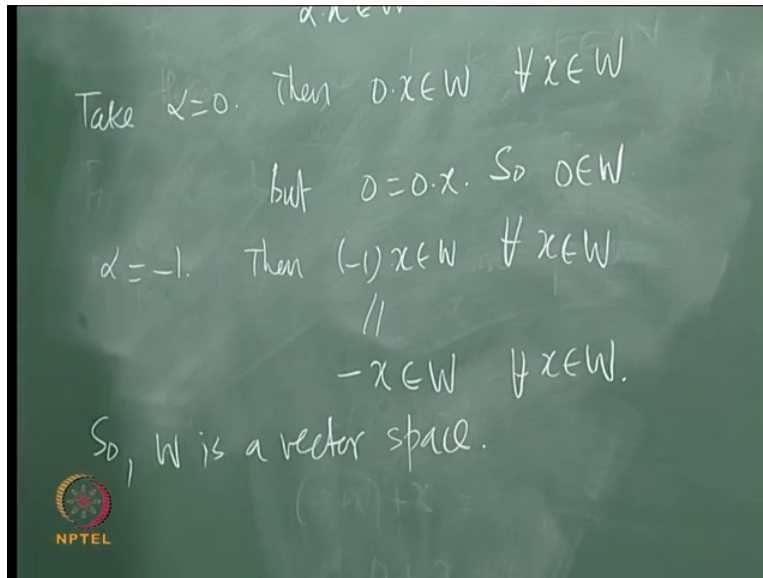 α.x∈W
Take α=0. Then 0.x∈W ∀x∈W
but 0=0.x. So 0∈W.
α=-1. Then (-1)x∈W ∀x∈W
//
-x∈W ∀x∈W.
So, W is a vector space.
NPTEL